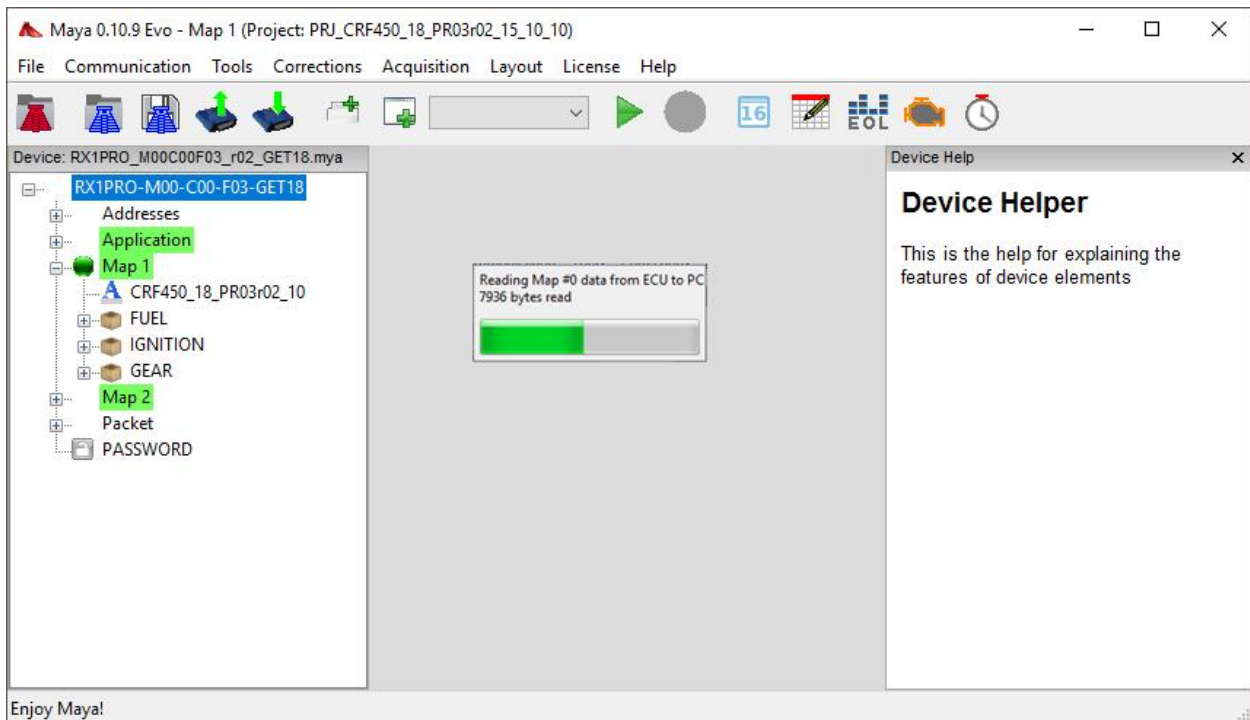 Maya 0.10.9 Evo - Map 1 (Project: PRJ_CRF450_18_PR03r02_15_10_10)
File Communication Tools Corrections Acquisition Layout License Help
16
EOL
Device: RX1PRO_M00C00F03_r02_GET18.mya
RX1PRO-M00-C00-F03-GET18
Addresses
Application
Map 1
CRF450_18_PR03r02_10
FUEL
IGNITION
GEAR
Map 2
Packet
PASSWORD
Reading Map #0 data from ECU to PC
7936 bytes read
Device Help
Device Helper
This is the help for explaining the
features of device elements
Enjoy Maya!